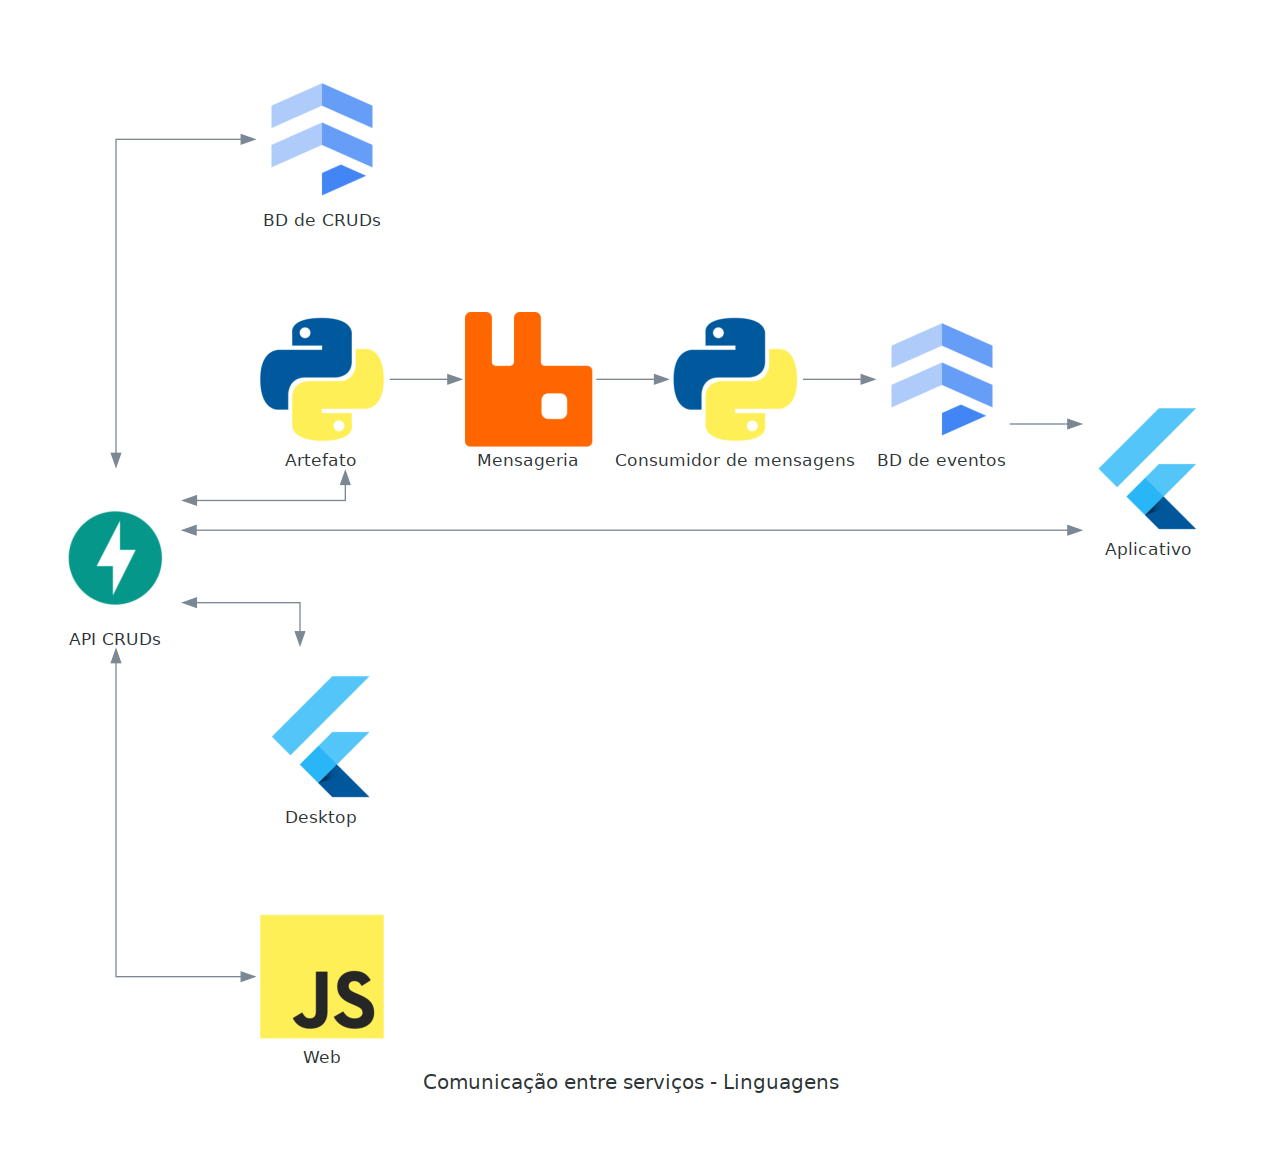 BD de CRUDs
Artefato
Mensageria
Consumidor de mensagens
BD de eventos
Aplicativo
API CRUDs
Desktop
JS
Web
Comunicação entre serviços - Linguagens